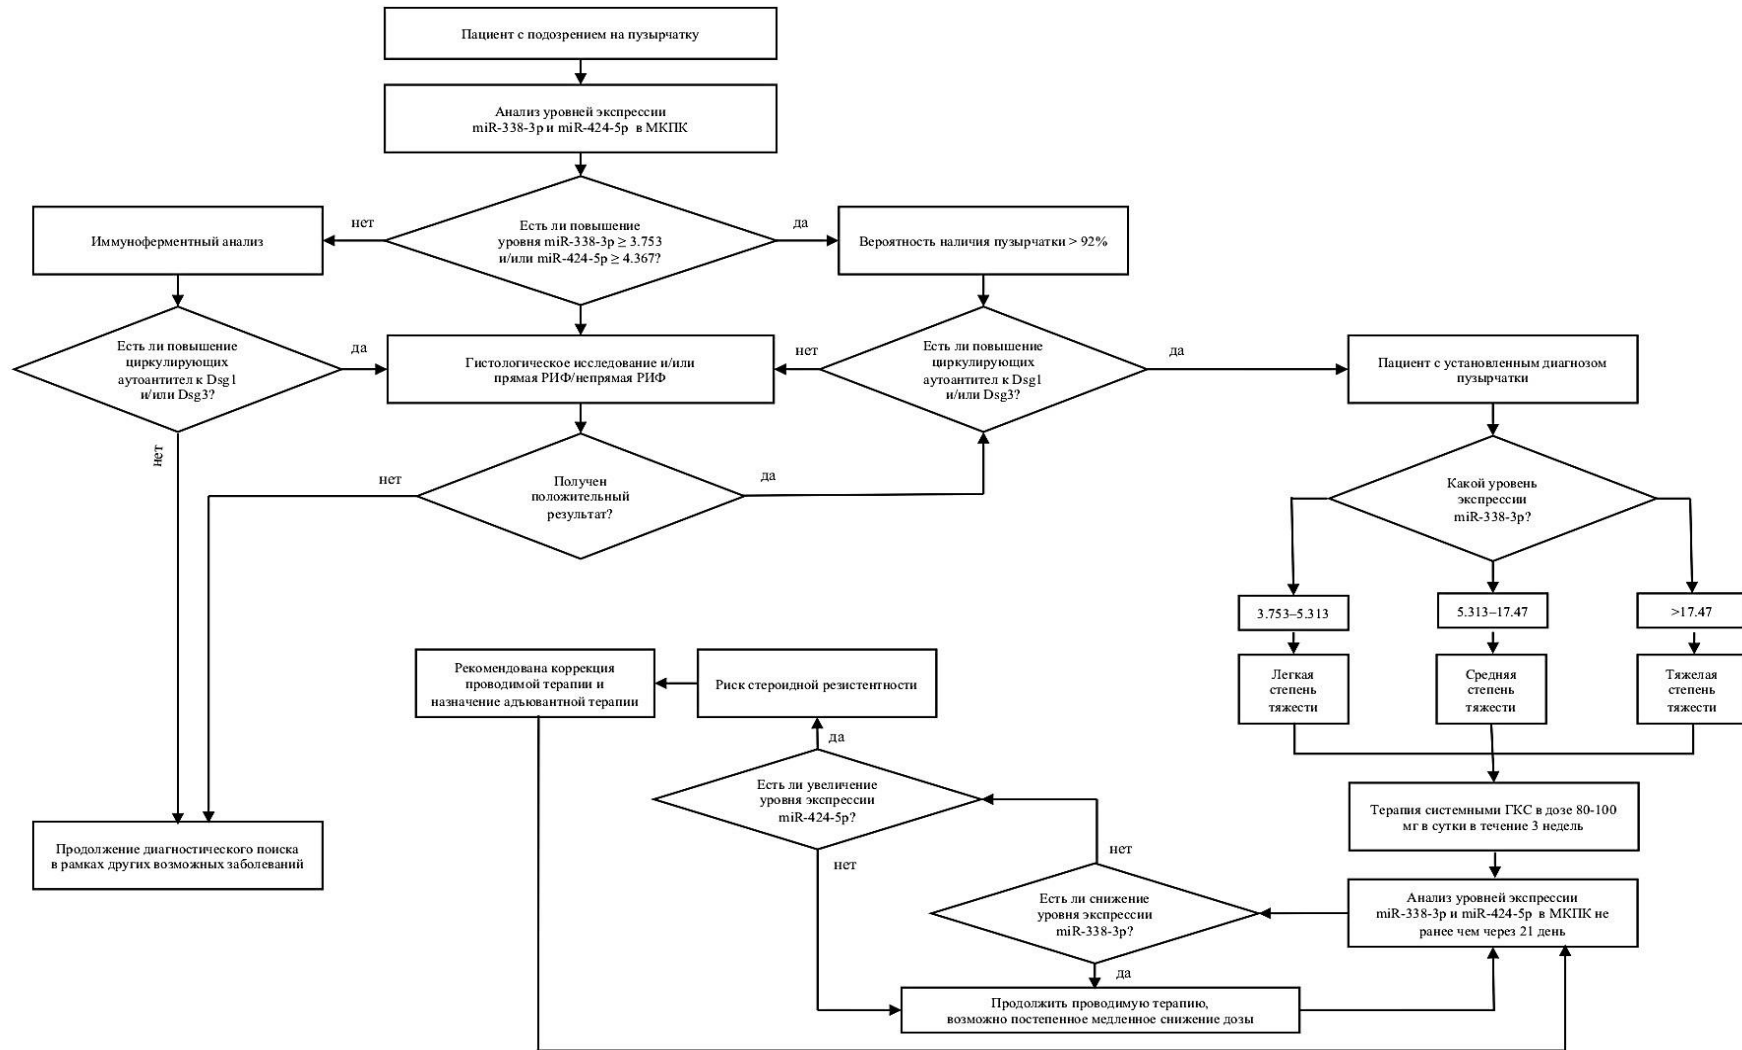 Пациент с подозрением на пузырчатку
Анализ уровней экспрессии
miR-338-3p и miR-424-5p в МКПК
Есть ли повышение
уровня miR-338-3p ≥ 3.753
и/или miR-424-5p ≥ 4.367?
нет
да
Иммуноферментный анализ
Вероятность наличия пузырчатки > 92%
Есть ли повышение
циркулирующих
аутоантител к Dsg1
и/или Dsg3?
да
нет
Гистологическое исследование и/или
прямая РИФ/непрямая РИФ
нет
Есть ли повышение
циркулирующих
аутоантител к Dsg1
и/или Dsg3?
да
Пациент с установленным диагнозом
пузырчатки
Получен
положительный
результат?
нет
да
Какой уровень
экспрессии
miR-338-3p?
3.753–5.313
5.313–17.47
>17.47
Легкая
степень
тяжести
Средняя
степень
тяжести
Тяжелая
степень
тяжести
Рекомендована коррекция
проводимой терапии и
назначение адъювантной терапии
Риск стероидной резистентности
да
Есть ли увеличение
уровня экспрессии
miR-424-5p?
нет
Терапия системными ГКС в дозе 80-100
мг в сутки в течение 3 недель
Продолжение диагностического поиска
в рамках других возможных заболеваний
нет
Есть ли снижение
уровня экспрессии
miR-338-3p?
да
Анализ уровней экспрессии
miR-338-3p и miR-424-5p в МКПК не
ранее чем через 21 день
Продолжить проводимую терапию,
возможно постепенное медленное снижение дозы